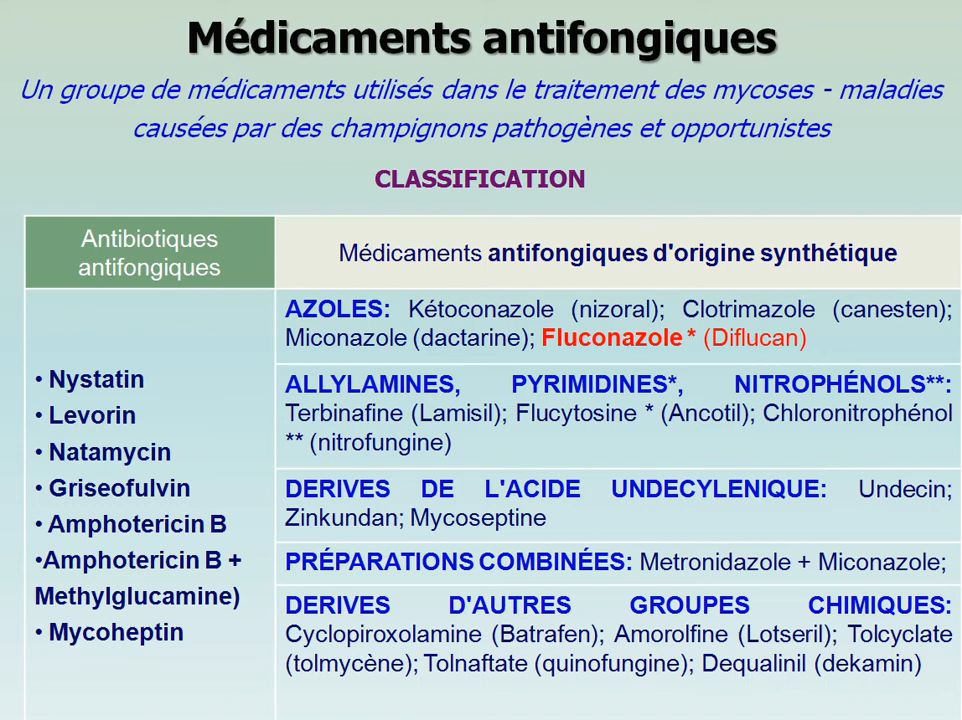 Médicaments antifongiques
Un groupe de médicaments utilisés dans le traitement des mycoses - maladies
causées par des champignons pathogènes et opportunistes
CLASSIFICATION
Antibiotiques
antifongiques
Médicaments antifongiques d'origine synthétique
• Nystatin
• Levorin
• Natamycin
• Griseofulvin
• Amphotericin B
•Amphotericin B +
Methylglucamine)
• Mycoheptin
AZOLES: Kétoconazole (nizoral); Clotrimazole (canesten);
Miconazole (dactarine); Fluconazole * (Diflucan)
ALLYLAMINES, PYRIMIDINES*, NITROPHÉNOLS**:
Terbinafine (Lamisil); Flucytosine * (Ancotil); Chloronitrophénol
** (nitrofungine)
DERIVES DE L'ACIDE UNDECYLENIQUE: Undecin;
Zinkundan; Mycoseptine
PRÉPARATIONS COMBINÉES: Metronidazole + Miconazole;
DERIVES D'AUTRES GROUPES CHIMIQUES:
Cyclopiroxolamine (Batrafen); Amorolfine (Lotseril); Tolcyclate
(tolmycène); Tolnaftate (quinofungine); Dequalinil (dekamin)